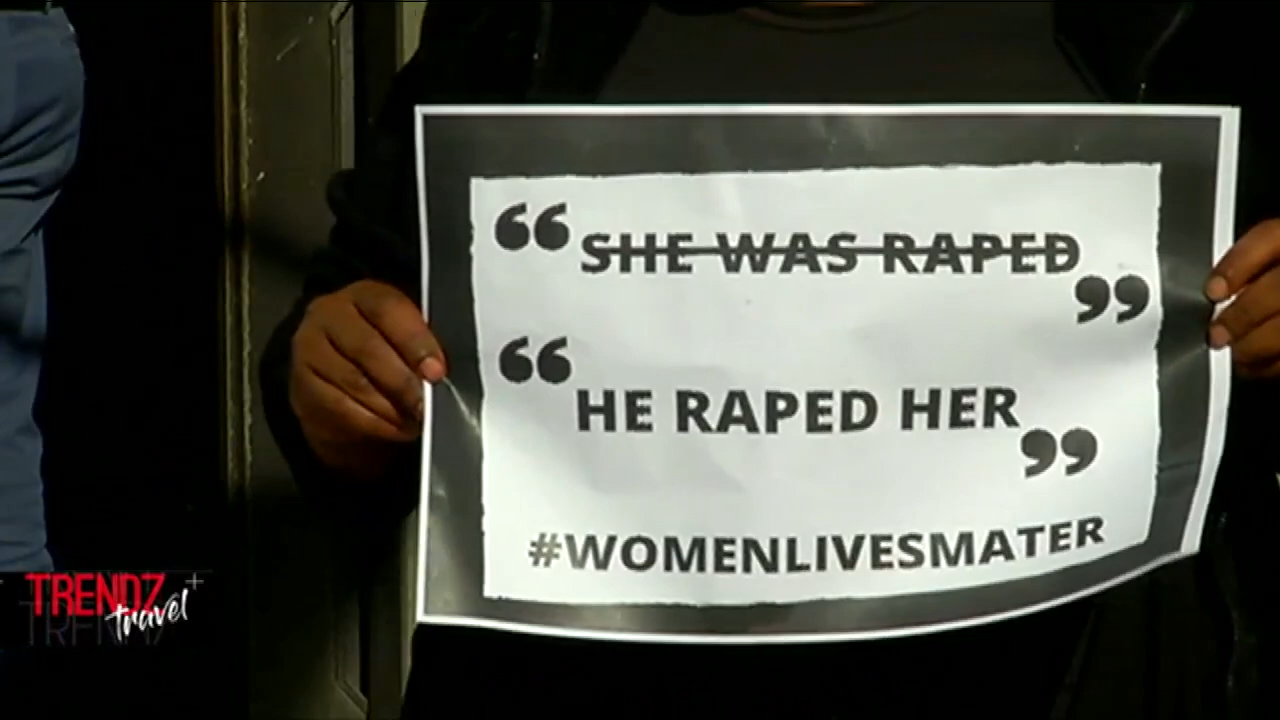 “SHE WAS RAPED”
“HE RAPED HER”
#WOMENLIVESMATER
TRENDZ
travel